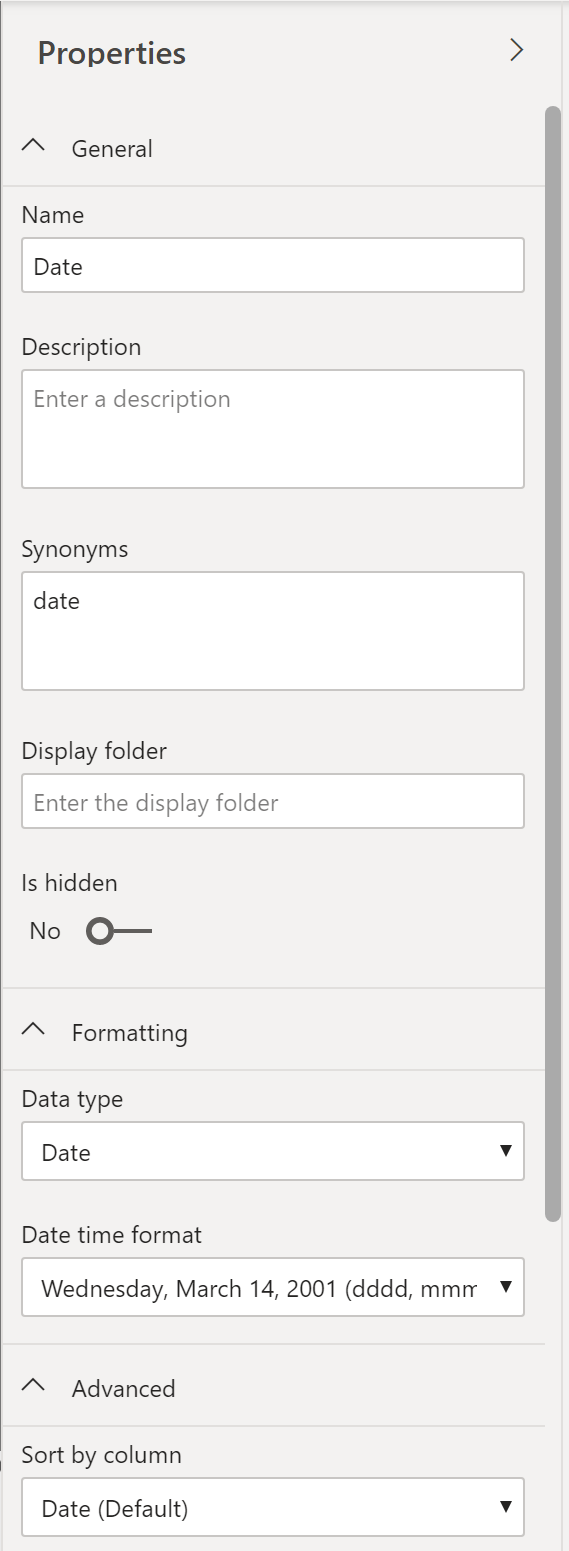 Properties
General
Name
Date
Description
Enter a description
Synonyms
date
Display folder
Enter the display folder
Is hidden
No
Formatting
Data type
Date
Date time format
Wednesday, March 14, 2001 (dddd, mmm
Advanced
Sort by column
Date (Default)